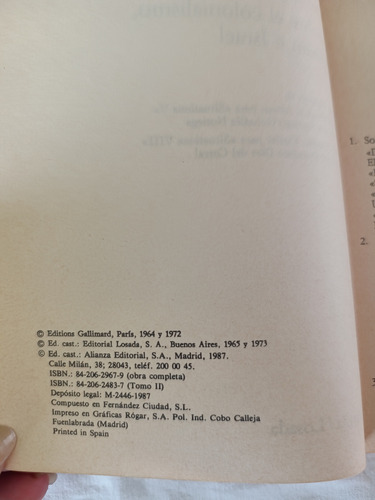 © Editions Gallimard, París, 1964 y 1972
© Ed. cast.: Editorial Losada, S. A., Buenos Aires, 1965 y 1973
© Ed. cast.: Alianza Editorial, S.A., Madrid, 1987.
Calle Milán, 38; 28043, teléf. 200 00 45.
ISBN.: 84-206-2967-9 (obra completa)
ISBN.: 84-206-2483-7 (Tomo II)
Depósito legal: M-2446-1987
Compuesto en Fernández Ciudad, S.L.
Impreso en Gráficas Rógar, S.A. Pol. Ind. Cobo Calleja
Fuenlabrada (Madrid)
Printed in Spain
1. So
2.